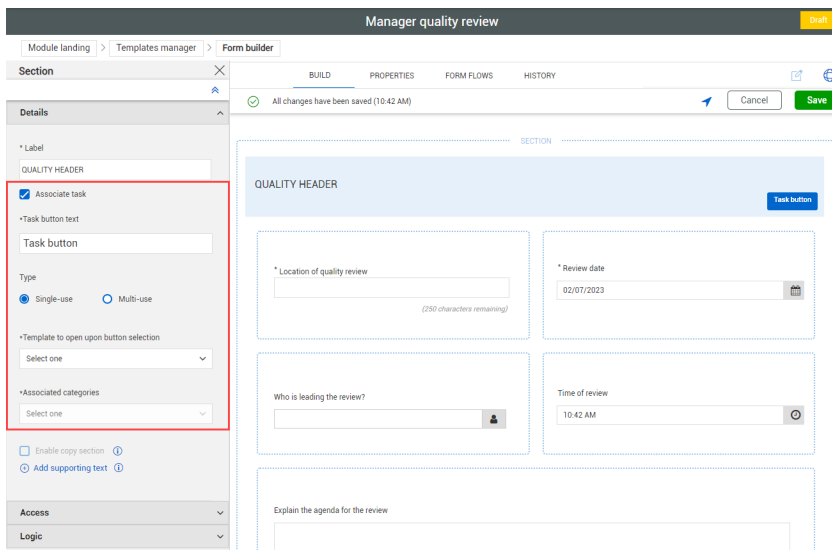 Manager quality review
Draft
Module landing > Templates manager > Form builder
Section
BUILD PROPERTIES FORM FLOWS HISTORY
All changes have been saved (10:42 AM)
Cancel
Save
Details
* Label
QUALITY HEADER
Associate task
*Task button text
Task button
Type
Single-use Multi-use
*Template to open upon button selection
Select one
*Associated categories
Select one
Enable copy section
Add supporting text
Access
Logic
SECTION
QUALITY HEADER
Task button
* Location of quality review
(250 characters remaining)
* Review date
02/07/2023
Who is leading the review?
Time of review
10:42 AM
Explain the agenda for the review